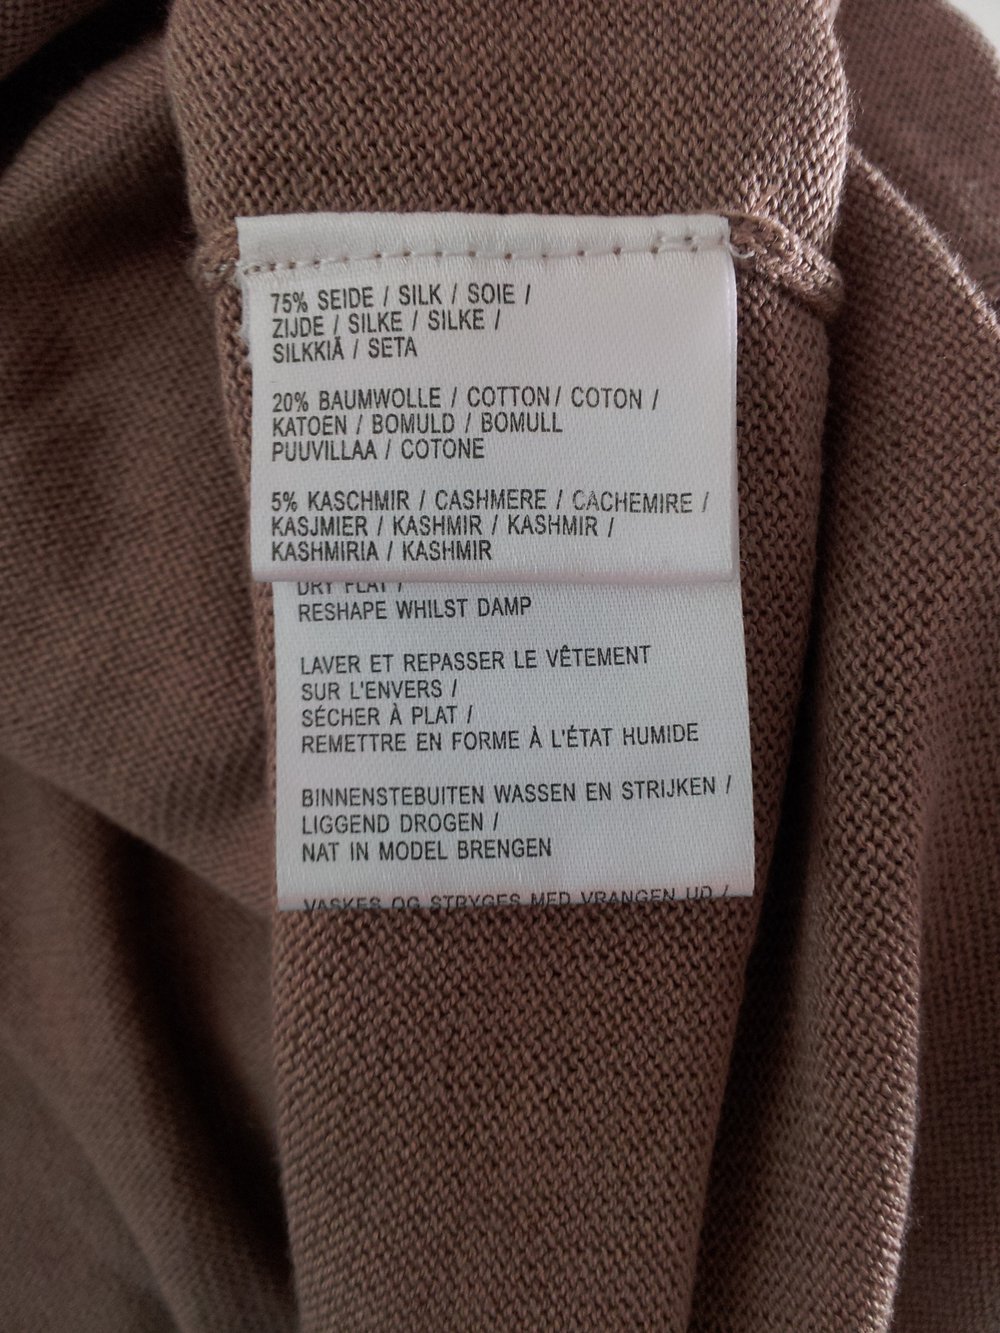 75% SEIDE / SILK / SOIE /
ZIJDE / SILKE / SILKE /
SILKKIÄ / SETA
20% BAUMWOLLE / COTTON / COTON /
KATOEN / BOMULD / BOMULL
PUUVILLAA / COTONE
5% KASCHMIR / CASHMERE / CACHEMIRE /
KASJMIER / KASHMIR / KASHMIR /
KASHMIRIA / KASHMIR
DRY FLAT /
RESHAPE WHILST DAMP
LAVER ET REPASSER LE VÊTEMENT
SUR L'ENVERS /
SÉCHER À PLAT /
REMETTRE EN FORME À L'ÉTAT HUMIDE
BINNENSTEBUITEN WASSEN EN STRIJKEN /
LIGGEND DROGEN /
NAT IN MODEL BRENGEN
VASKES OG STRYGES MED VRANGEN UD /